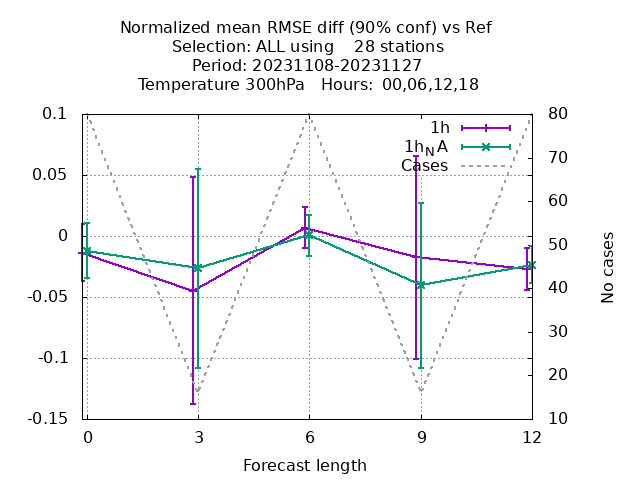 Normalized mean RMSE diff (90% conf) vs Ref
Selection: ALL using    28 stations
Period: 20231108-20231127
Temperature 300hPa   Hours: 00,06,12,18
0.1
0.05
0
-0.05
-0.1
-0.15
80
70
60
50
40
30
20
10
1h
1h_NA
Cases
No cases
0
3
6
9
12
Forecast length